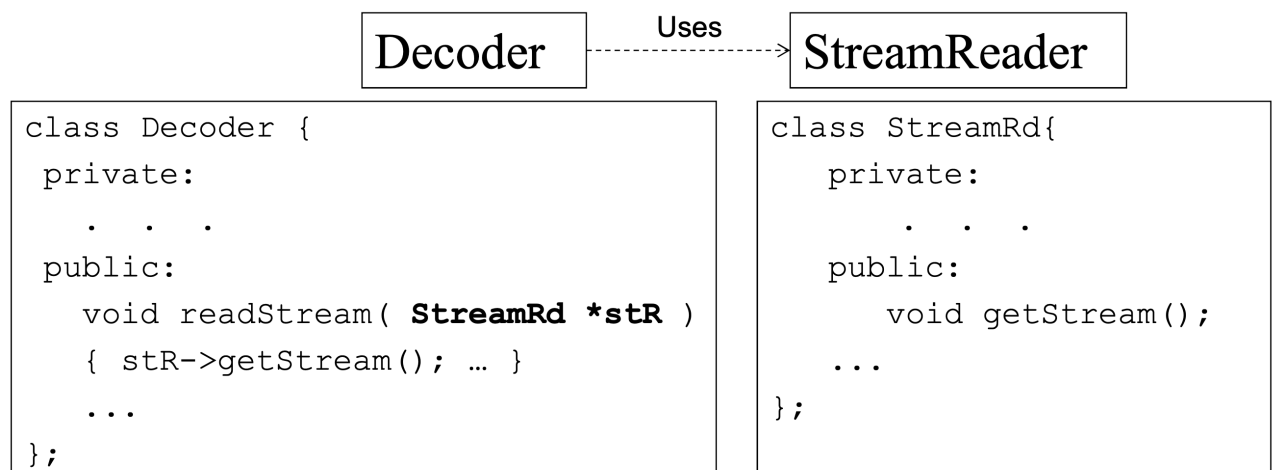 Uses
Decoder
StreamReader
class Decoder {
private:
. . .
public:
void readStream( StreamRd *stR )
{ stR->getStream(); … }
...
};
class StreamRd{
private:
. . .
public:
void getStream();
...
};